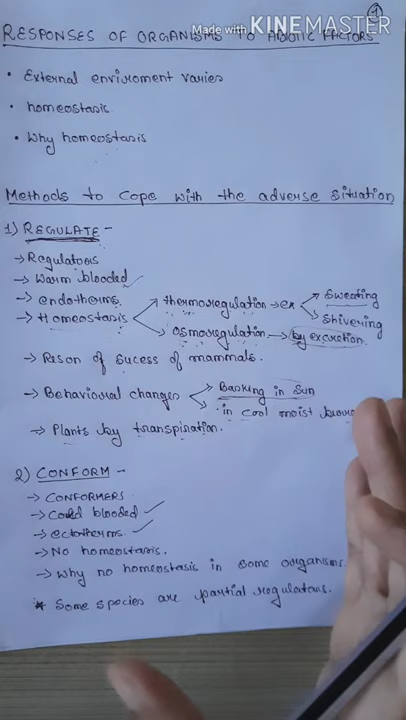 ①
Made with KINEMASTER
RESPONSES OF ORGANISMS TO ABIOTIC FACTORS
• External enviroment varies
• homeostasis
• Why homeostasis
Methods to cope with the adverse situation
1) REGULATE -
→ Regulators
→ Warm blooded ✓
→ endotherms.
→ Homeostasis → thermoregulation → ex → Sweating
→ Shivering
→ Osmoregulation → by excretion.
→ Reson of sucess of mammals.
→ Behavioural changes → Basking in sun
→ in cool moist
→ Plants by transpiration.
2) CONFORM -
→ CONFORMERS
→ Could blooded ✓
→ ectotherms ✓
→ No homeostasis.
→ Why no homeostasis in some organisms.
* Some species are partial regulators.